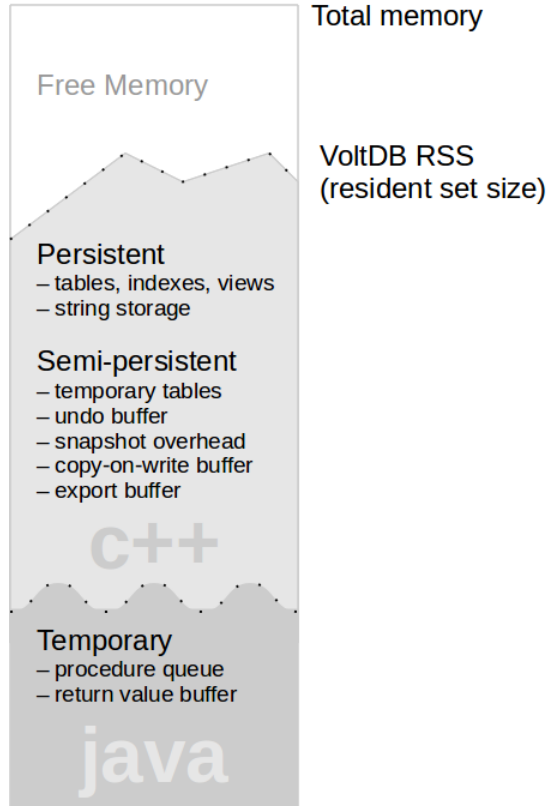 Total memory
Free Memory
VoltDB RSS
(resident set size)
Persistent
– tables, indexes, views
– string storage
Semi-persistent
– temporary tables
– undo buffer
– snapshot overhead
– copy-on-write buffer
– export buffer
c++
Temporary
– procedure queue
– return value buffer
java